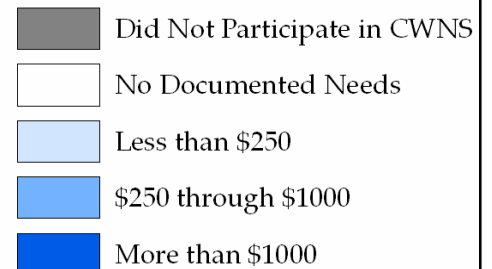 Did Not Participate in CWNS
No Documented Needs
Less than $250
$250 through $1000
More than $1000